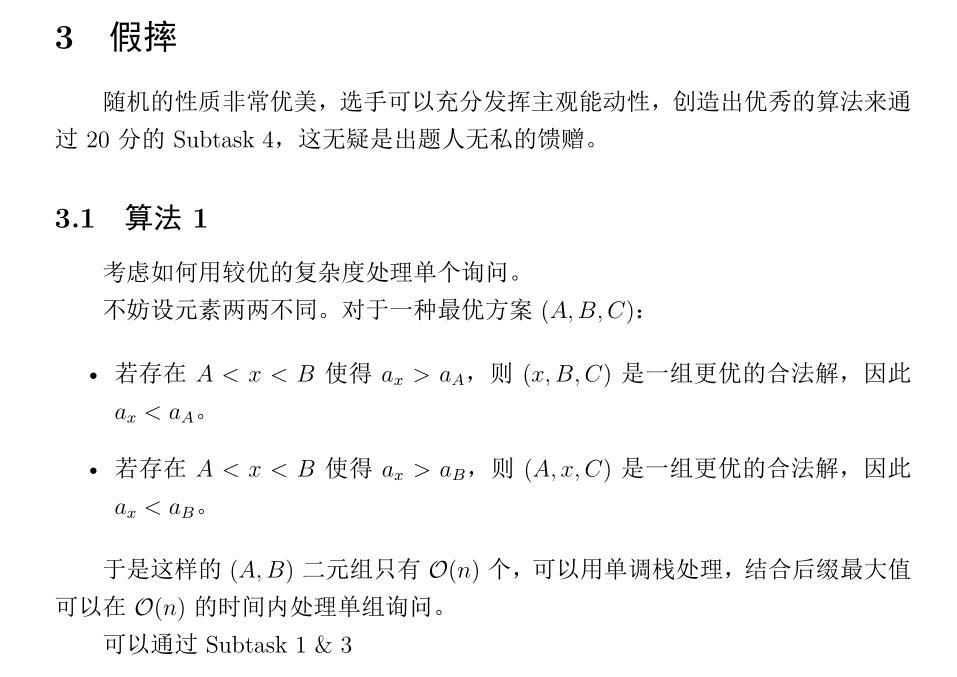 3 假摔
随机的性质非常优美，选手可以充分发挥主观能动性，创造出优秀的算法来通
过 20 分的 Subtask 4，这无疑是出题人无私的馈赠。
3.1 算法 1
考虑如何用较优的复杂度处理单个询问。
不妨设元素两两不同。对于一种最优方案 (A, B, C)：
• 若存在 A < x < B 使得 aₓ > a_A，则 (x, B, C) 是一组更优的合法解，因此
aₓ < a_A。
• 若存在 A < x < B 使得 aₓ > a_B，则 (A, x, C) 是一组更优的合法解，因此
aₓ < a_B。
于是这样的 (A, B) 二元组只有 O(n) 个，可以用单调栈处理，结合后缀最大值
可以在 O(n) 的时间内处理单组询问。
可以通过 Subtask 1 & 3